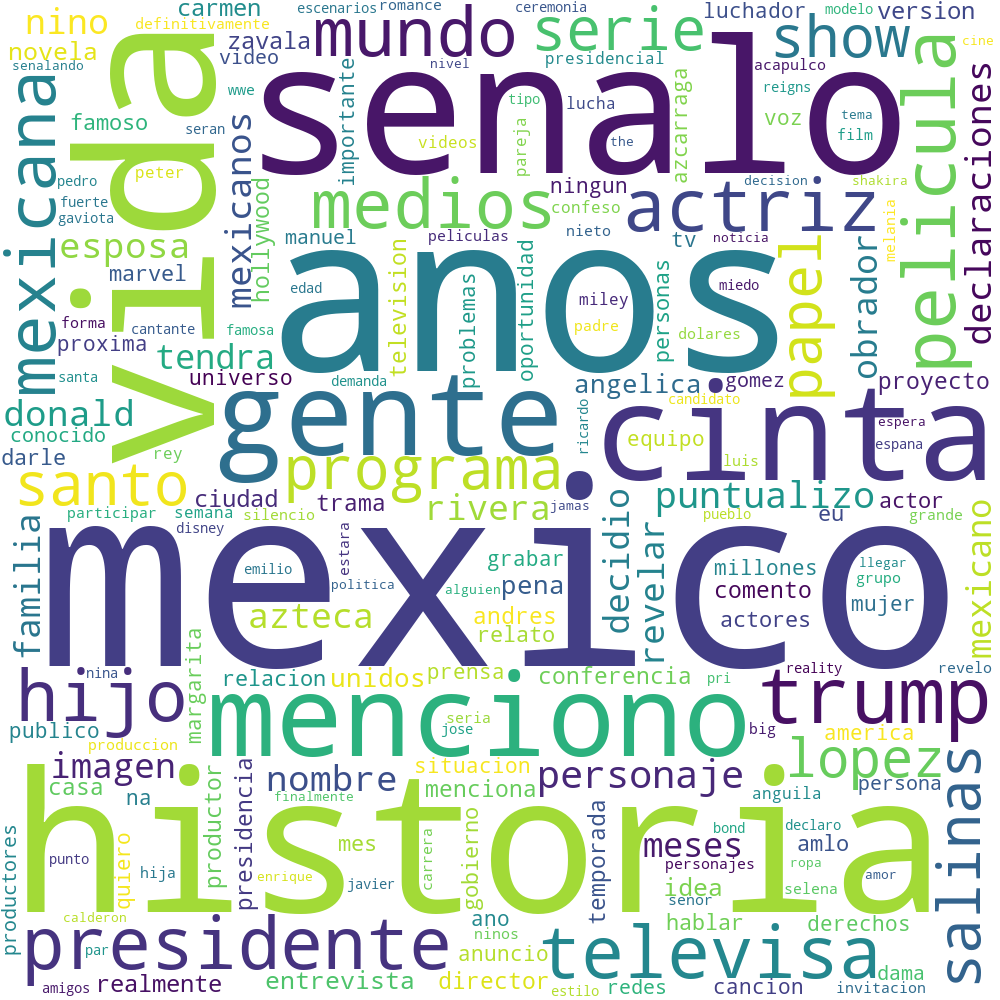 nino
carmen
definitivamente
escenarios
romance
ceremonia
luchador
modelo
version
cine
novela
senalando
zavala
video
mundo
nivel
serie
presidencial
acapulco
show
mexicana
vida
wwe
importante
senalo
tipo
lucha
reigns
tema
film
voz
pelicula
declaraciones
famoso
seran
mexicanos
videos
pareja
the
azcarraga
pedro
peter
hollywood
medios
ningun
confeso
actriz
decision
shakira
melania
fuerte
gaviota
esposa
marvel
manuel
peliculas
nieto
tv
noticia
edad
television
anos
oportunidad
problemas
miley
personas
miedo
papel
obrador
forma
cantante
famosa
padre
dolares
proxima
tendra
santa
universo
demanda
gente
angelica
gomez
proyecto
donald
conocido
darle
rey
ricardo
cinta
candidato
equipo
luis
espera
espana
santo
ciudad
programa
trama
rivera
jamas
puntualizo
actor
participar
semana
disney
silencio
decidio
pueblo
eu
grande
mexicano
familia
mexico
emilio
estara
politica
grabar
alguien
pena
revelar
millones
comento
actores
llegar
grupo
mujer
azteca
andres
relato
margarita
nina
relacion
unidos
prensa
conferencia
pri
reality
revelo
hijo
publico
produccion
menciono
seria
jose
big
trump
america
imagen
casa
na
productor
presidencia
nombre
situacion
menciona
finalmente
personaje
lopez
anguila
persona
salinas
historia
productores
punto
quiero
hija
mes
enrique
javier
carrera
gobierno
temporada
bond
declaro
meses
amlo
personajes
ropa
amor
idea
senor
selena
calderon
par
presidente
ano
ninos
anuncio
televisa
hablar
derechos
amigos
realmente
entrevista
director
estilo
redes
cancion
dama
invitacion